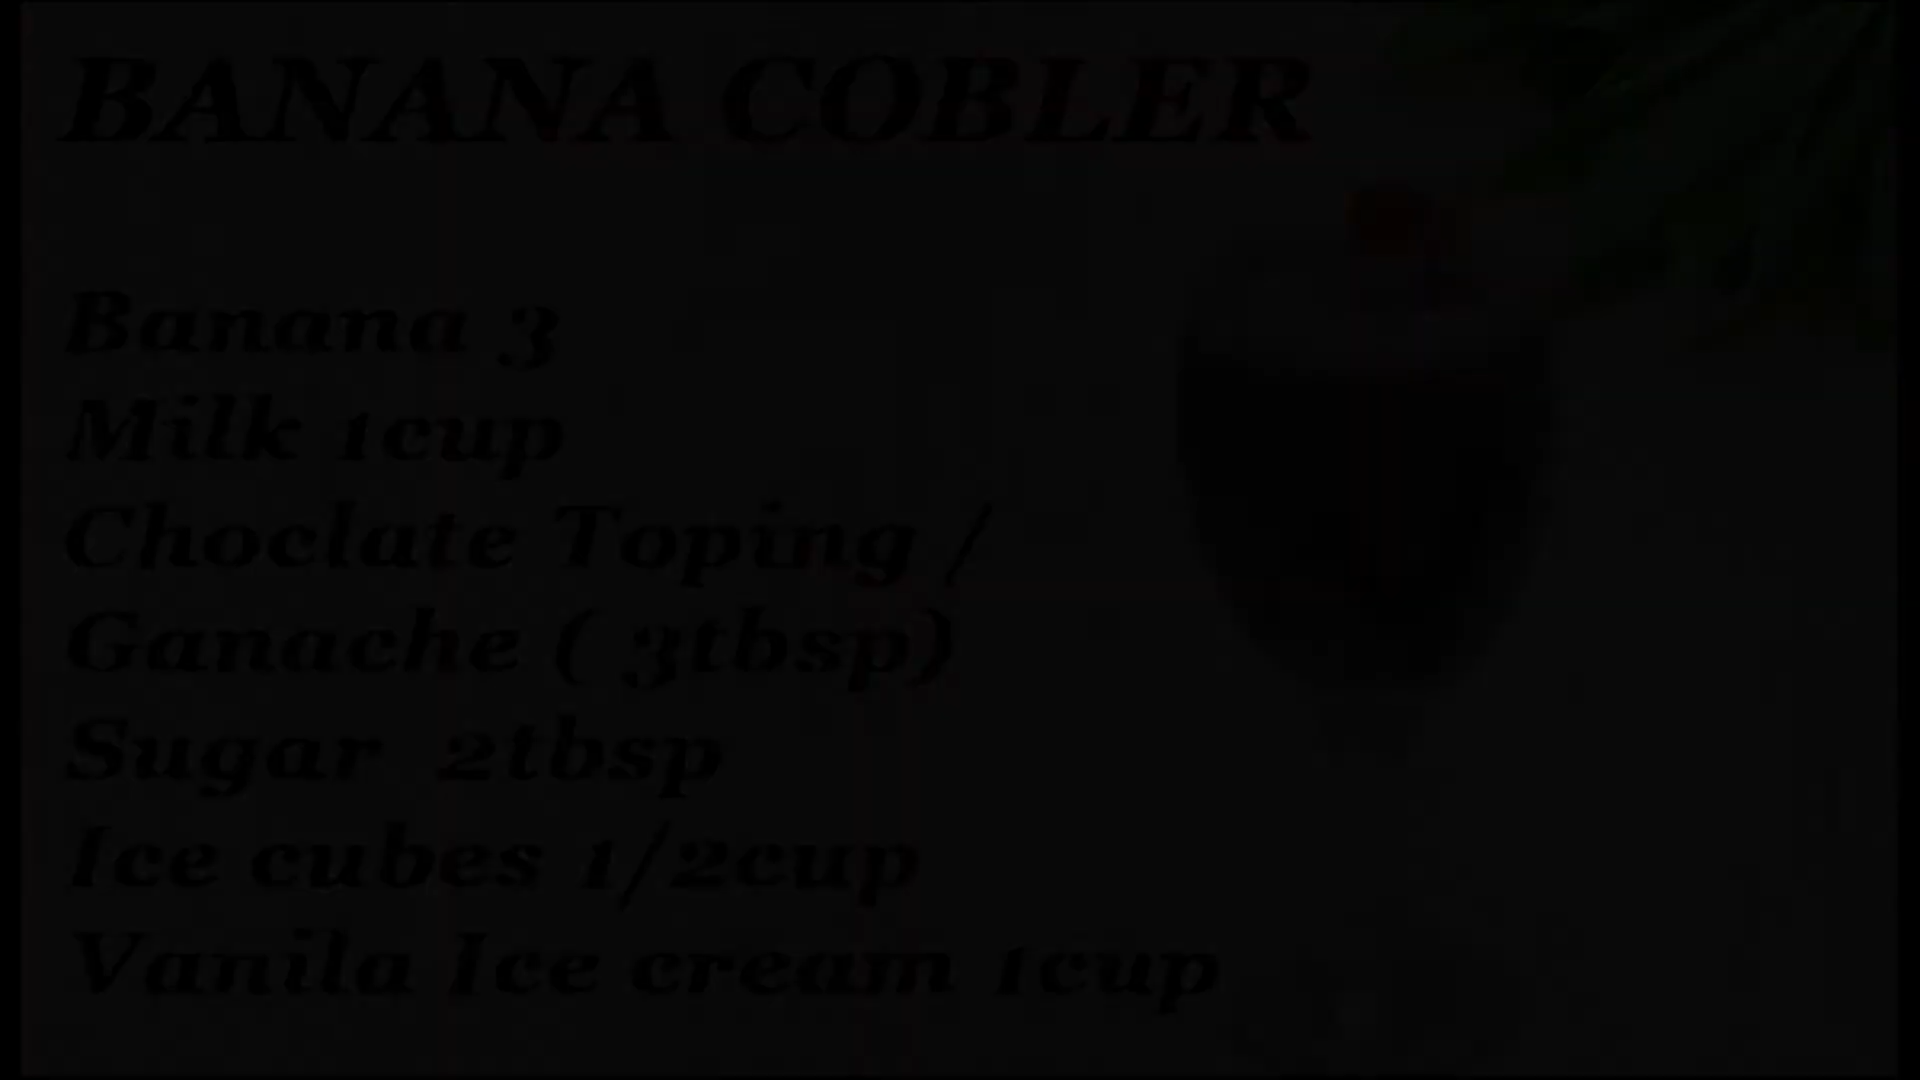 BANANA COBLER
Banana 3
Milk 1cup
Choclate Toping /
Ganache ( 3tbsp)
Sugar 2tbsp
Ice cubes 1/2cup
Vanila Ice cream 1cup